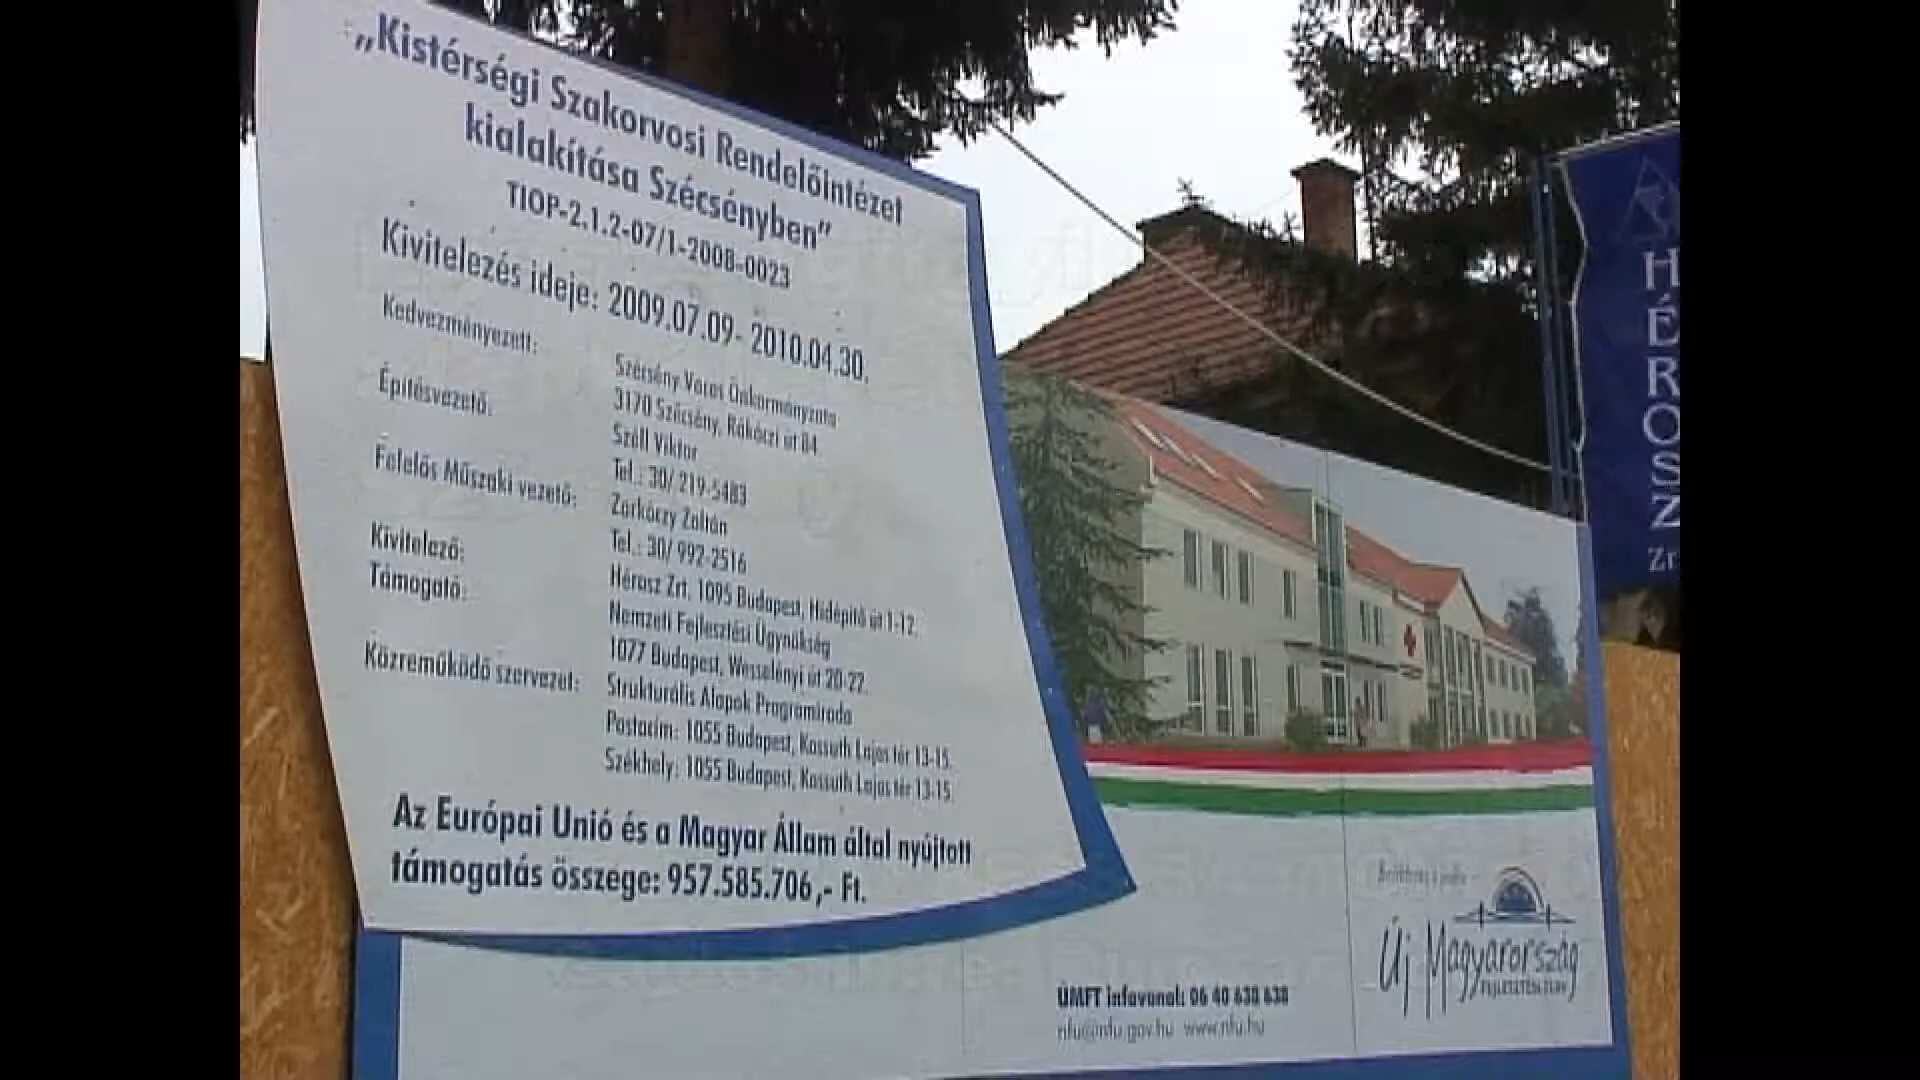 „Kistérségi Szakorvosi Rendelőintézet
kialakítása Szécsényben”
TIOP-2.1.2-07/1-2008-0023
Kivitelezés ideje: 2009.07.09- 2010.04.30.
Kedvezményezett: Szécsény Város Önkormányzata
3170 Szécsény, Rákóczi út 84.
Építésvezető: Széll Viktor
Tel.: 30/ 219-5483
Felelős Műszaki vezető: Zorkóczy Zoltán
Tel.: 30/ 992-2516
Kivitelező: Hérosz Zrt. 1095 Budapest, Hídépítő út 1-12.
Támogató: Nemzeti Fejlesztési Ügynökség
1077 Budapest, Wesselényi út 20-22.
Közreműködő szervezet: Strukturális Alapok Programiroda
Postacím: 1055 Budapest, Kossuth Lajos tér 13-15.
Székhely: 1055 Budapest, Kossuth Lajos tér 13-15.
Az Európai Unió és a Magyar Állam által nyújtott
támogatás összege: 957.585.706,- Ft.
ÚMFT infovonal: 06 40 638 638
nfu@nfu.gov.hu www.nfu.hu
Új Magyarország
FEJLESZTÉSI TERV
HÉROSZ
Zr